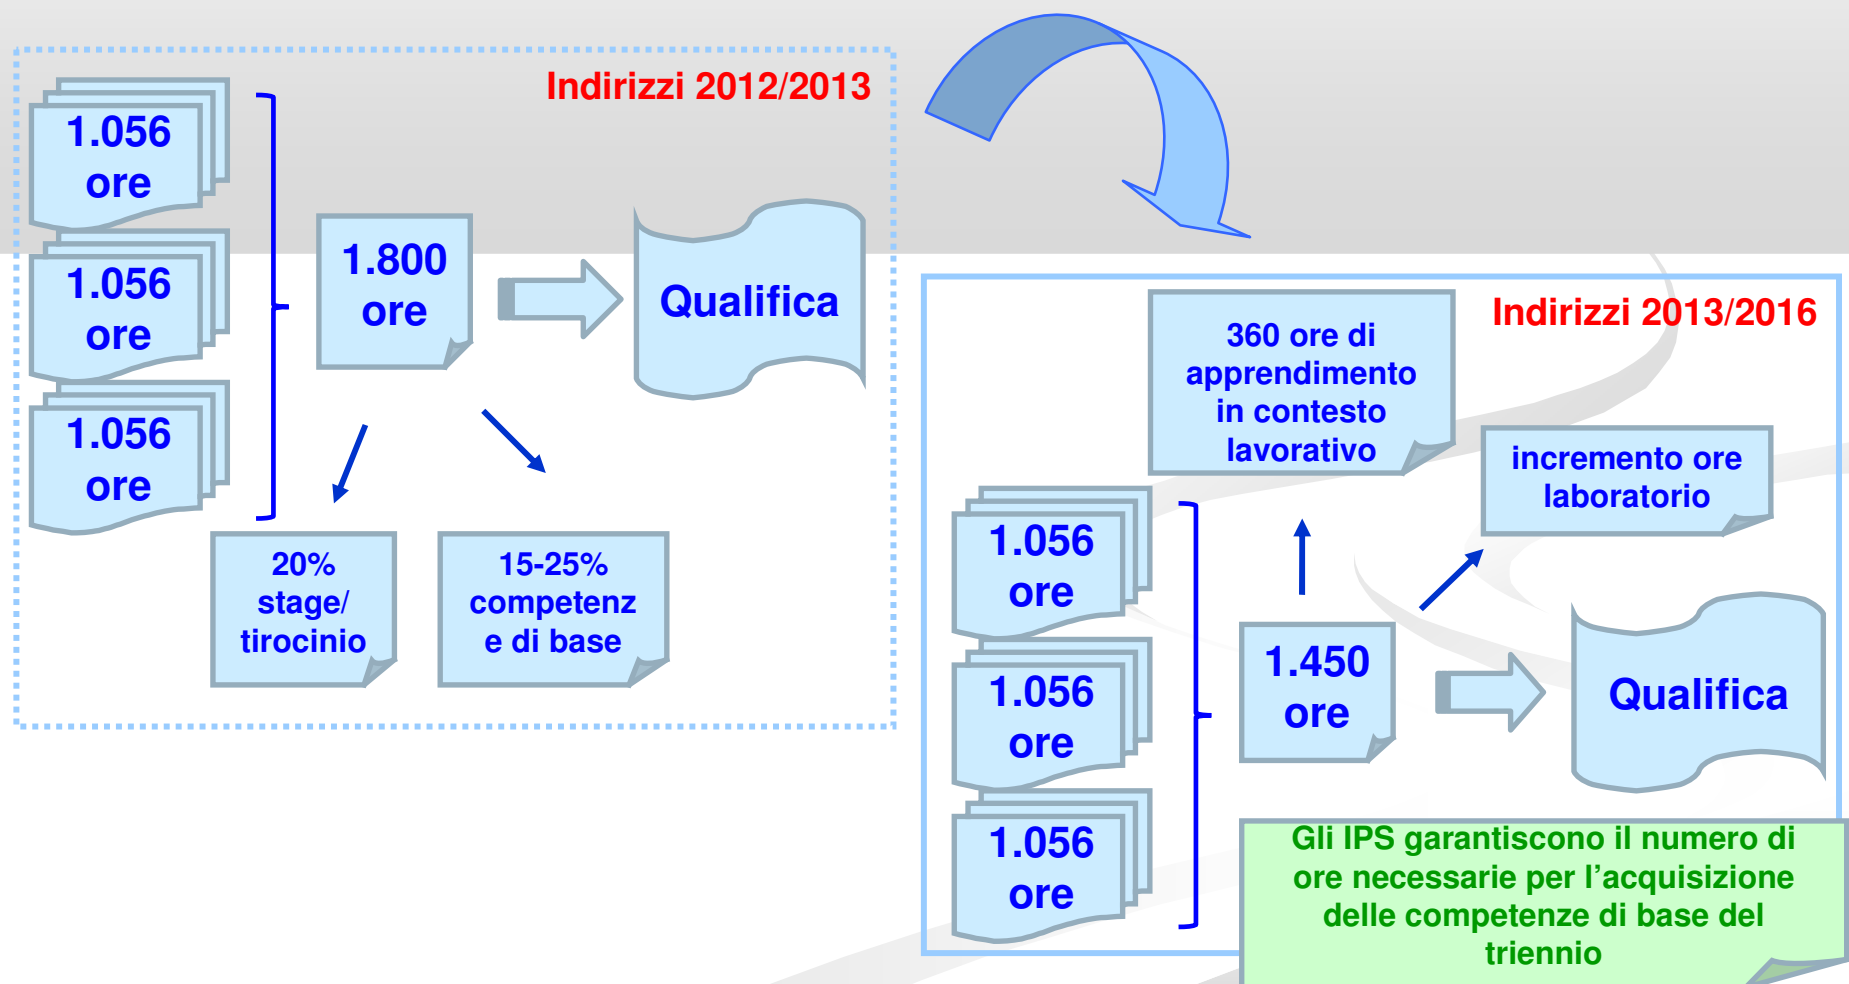 Indirizzi 2012/2013
1.056
ore
1.056
ore
1.056
ore
1.800
ore
Qualifica
20%
stage/
tirocinio
15-25%
competenz
e di base
Indirizzi 2013/2016
360 ore di
apprendimento
in contesto
lavorativo
incremento ore
laboratorio
1.056
ore
1.056
ore
1.056
ore
1.450
ore
Qualifica
Gli IPS garantiscono il numero di
ore necessarie per l’acquisizione
delle competenze di base del
triennio